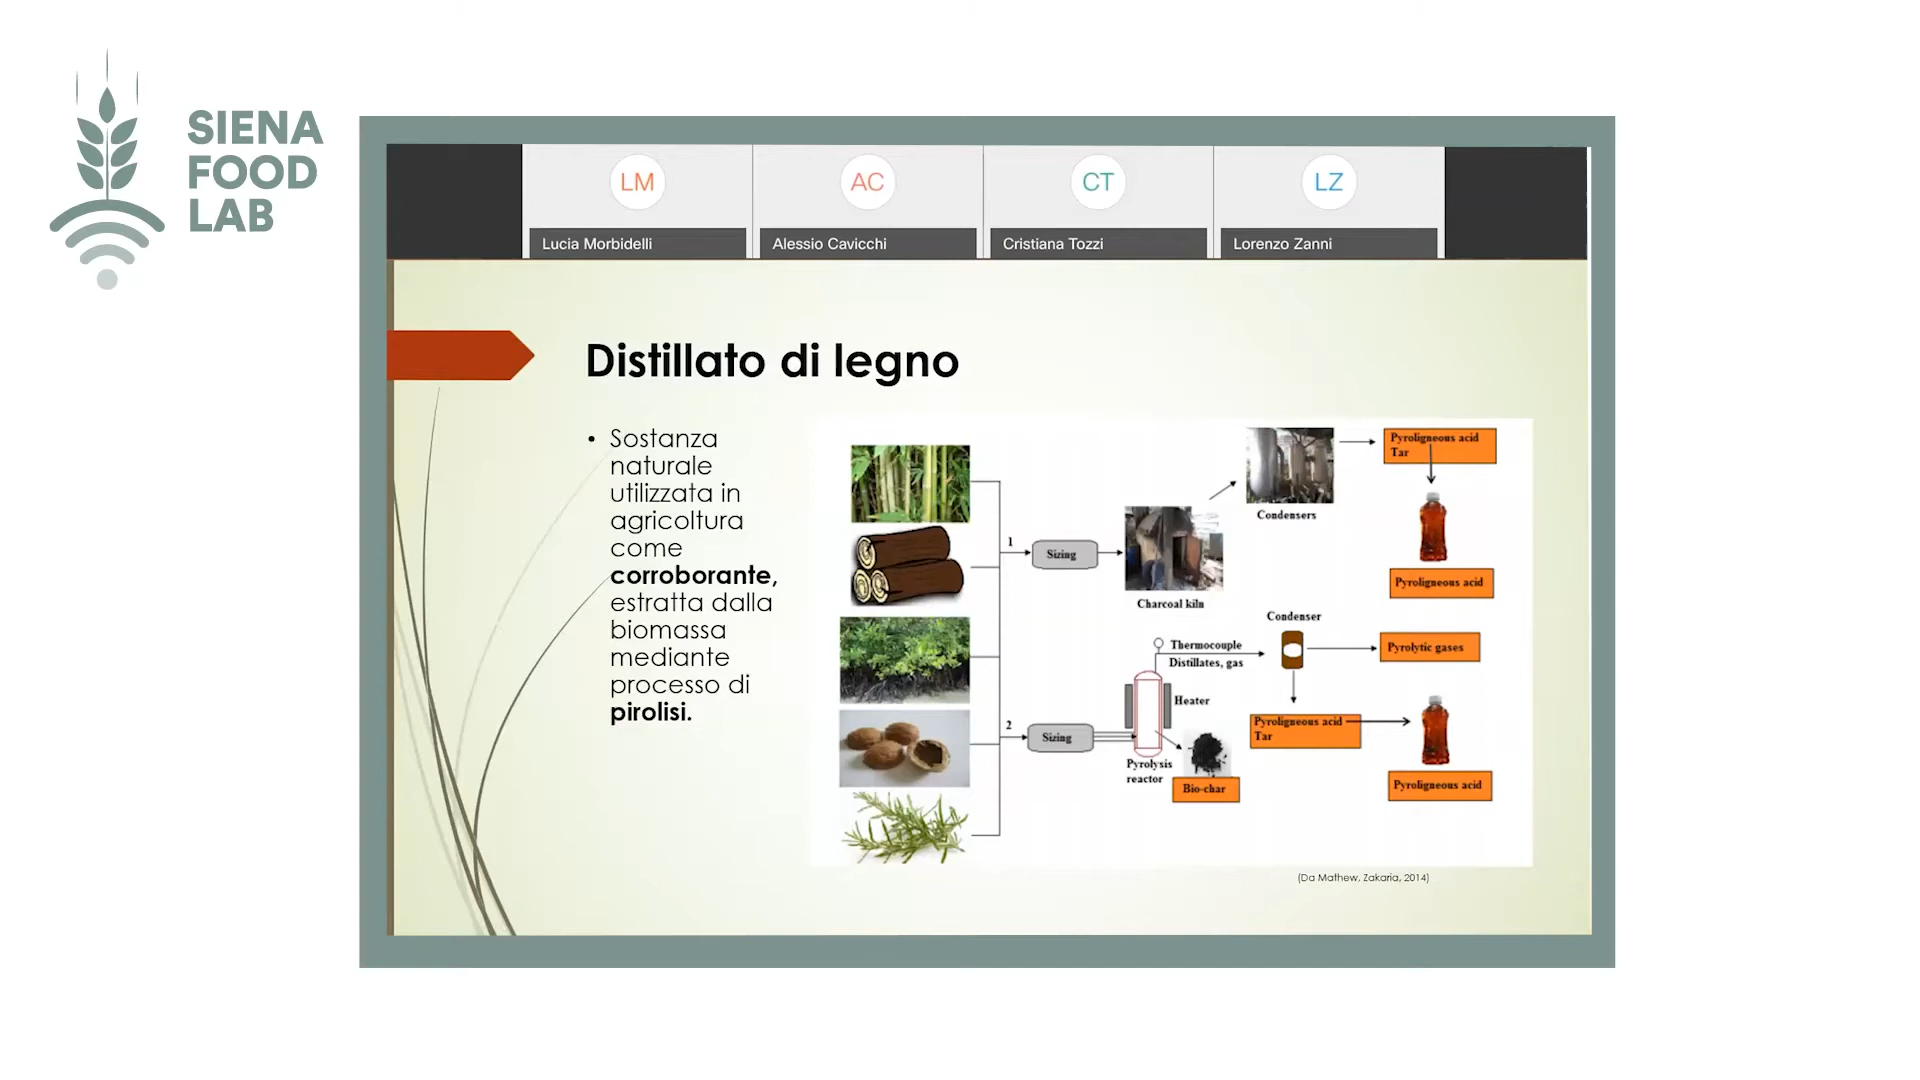 SIENA
FOOD
LAB
LM
AC
CT
LZ
Lucia Morbidelli
Alessio Cavicchi
Cristiana Tozzi
Lorenzo Zanni
Distillato di legno
• Sostanza
naturale
utilizzata in
agricoltura
come
corroborante,
estratta dalla
biomassa
mediante
processo di
pirolisi.
1
Sizing
Charcoal kiln
Condensers
Pyroligneous acid
Tar
Pyroligneous acid
2
Sizing
Pyrolysis
reactor
Thermocouple
Distillates, gas
Heater
Bio-char
Condenser
Pyrolytic gases
Pyroligneous acid
Tar
Pyroligneous acid
(Da Mathew, Zakaria, 2014)